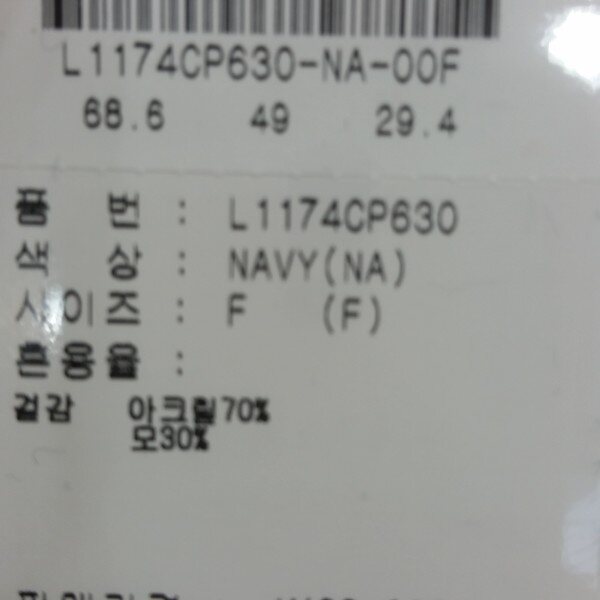 L1174CP630-NA-00F
68.6 49 29.4
품 번 : L1174CP630
색 상 : NAVY(NA)
사이즈 : F (F)
혼용율 :
겉감 아크릴70%
모30%